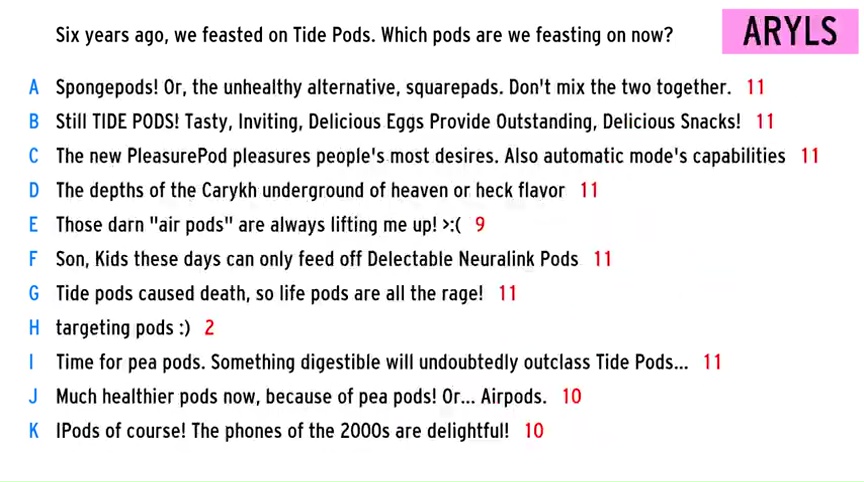 Six years ago, we feasted on Tide Pods. Which pods are we feasting on now?
ARYLS
A Spongepods! Or, the unhealthy alternative, squarepads. Don't mix the two together. 11
B Still TIDE PODS! Tasty, Inviting, Delicious Eggs Provide Outstanding, Delicious Snacks! 11
C The new PleasurePod pleasures people's most desires. Also automatic mode's capabilities 11
D The depths of the Carykh underground of heaven or heck flavor 11
E Those darn "air pods" are always lifting me up! >:( 9
F Son, Kids these days can only feed off Delectable Neuralink Pods 11
G Tide pods caused death, so life pods are all the rage! 11
H targeting pods :) 2
I Time for pea pods. Something digestible will undoubtedly outclass Tide Pods... 11
J Much healthier pods now, because of pea pods! Or... Airpods. 10
K IPods of course! The phones of the 2000s are delightful! 10